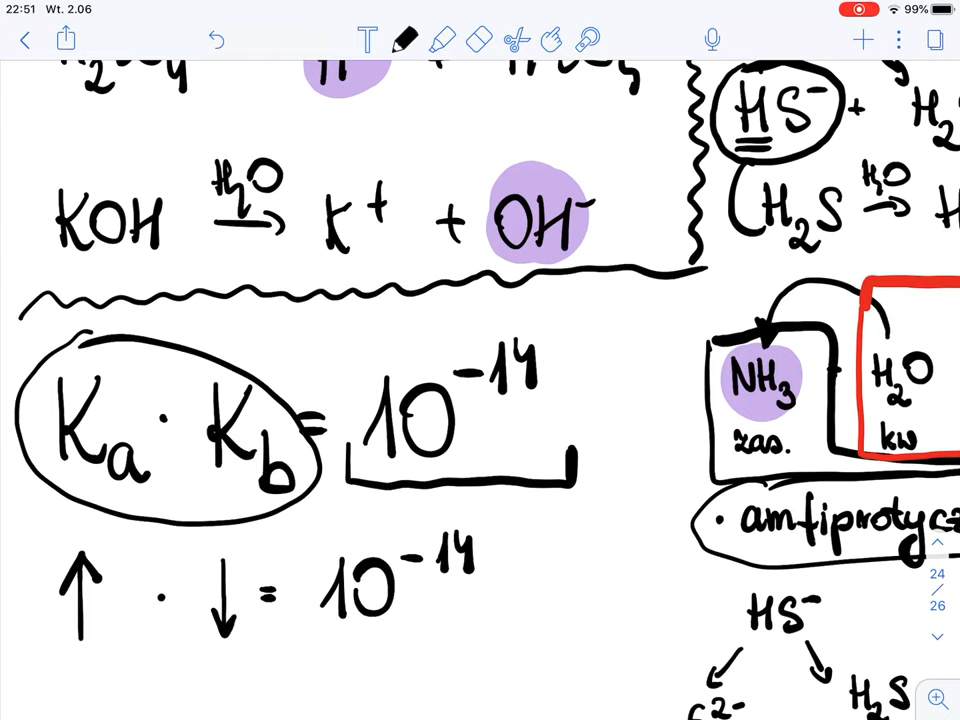 22:51 Wt. 2.06
99%
KOH H₂O → K⁺ + OH⁻
Ka · Kb = 10⁻¹⁴
↑ · ↓ = 10⁻¹⁴
HS⁻ + H₂
(H₂S H₂O → H
NH₃ H₂O
zas. kw
· amfiprotycz
HS⁻
H₂S
24
/
26